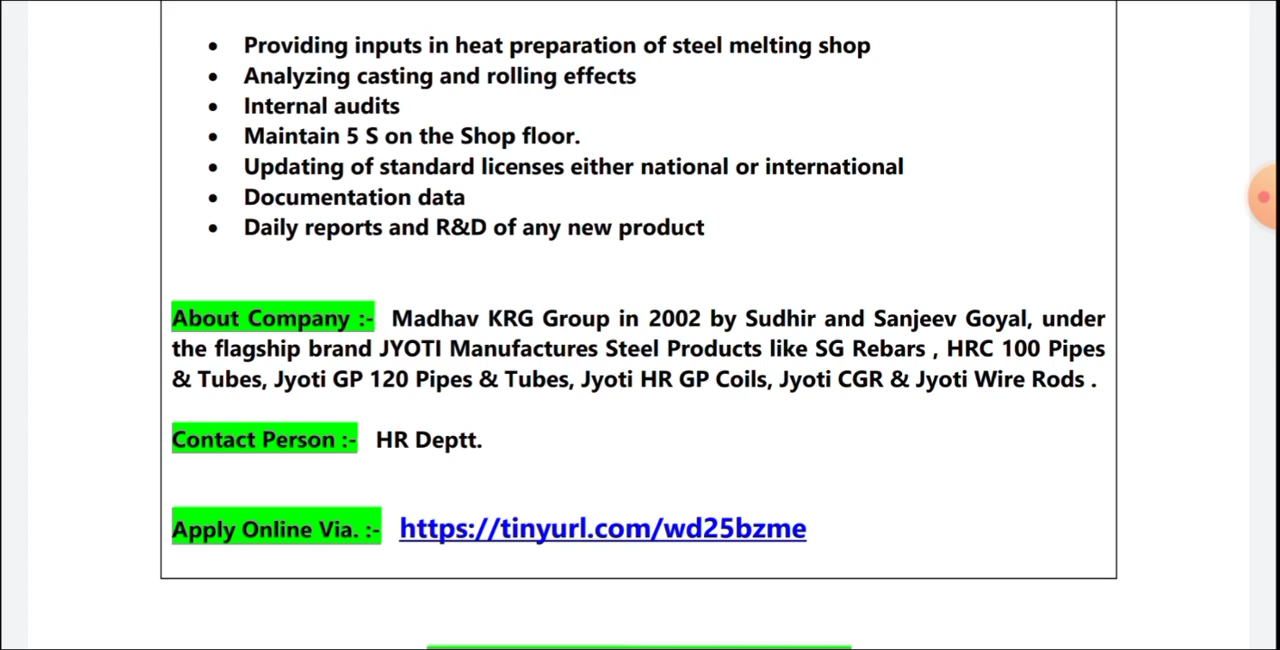 • Providing inputs in heat preparation of steel melting shop
• Analyzing casting and rolling effects
• Internal audits
• Maintain 5 S on the Shop floor.
• Updating of standard licenses either national or international
• Documentation data
• Daily reports and R&D of any new product
About Company :- Madhav KRG Group in 2002 by Sudhir and Sanjeev Goyal, under
the flagship brand JYOTI Manufactures Steel Products like SG Rebars , HRC 100 Pipes
& Tubes, Jyoti GP 120 Pipes & Tubes, Jyoti HR GP Coils, Jyoti CGR & Jyoti Wire Rods .
Contact Person :- HR Deptt.
Apply Online Via. :- https://tinyurl.com/wd25bzme